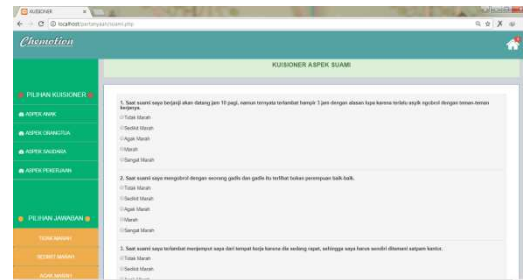 KUISIONER
localhost/pertanyaan/suami.php
Chemotion
KUISIONER ASPEK SUAMI
PILIHAN KUISIONER
ASPEK ANAK
ASPEK ORANGTUA
ASPEK SAUDARA
ASPEK PEKERJAAN
PILIHAN JAWABAN
TIDAK MARAH
SEDIKIT MARAH
AGAK MARAH
1. Saat suami saya berjanji akan datang jam 10 pagi, namun ternyata terlambat hampir 3 jam dengan alasan lupa karena terlalu asyik ngobrol dengan teman-teman
kerjanya.
Tidak Marah
Sedikit Marah
Agak Marah
Marah
Sangat Marah
2. Saat suami saya mengobrol dengan seorang gadis dan gadis itu terlihat bukan perempuan baik-baik.
Tidak Marah
Sedikit Marah
Agak Marah
Marah
Sangat Marah
3. Saat suami saya terlambat menjemput saya dari tempat kerja karena dia sedang rapat, sehingga saya harus sendiri ditemani satpam kantor.
Tidak Marah
Sedikit Marah